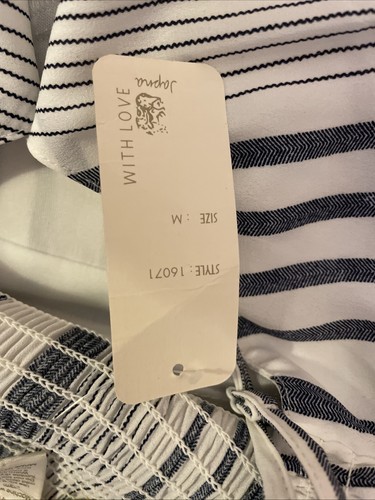 WITH LOVE
Japna
SIZE : M
STYLE: 16071